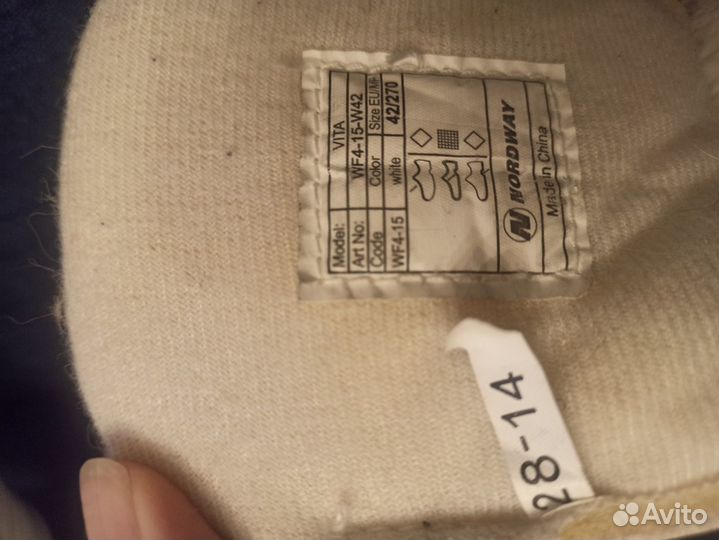 Model: VITA
Art No: WF4-15-W42
Code Color Size EU/MP
WF4-15 white 42/270
NORDWAY
Made in China
28-14
Avito